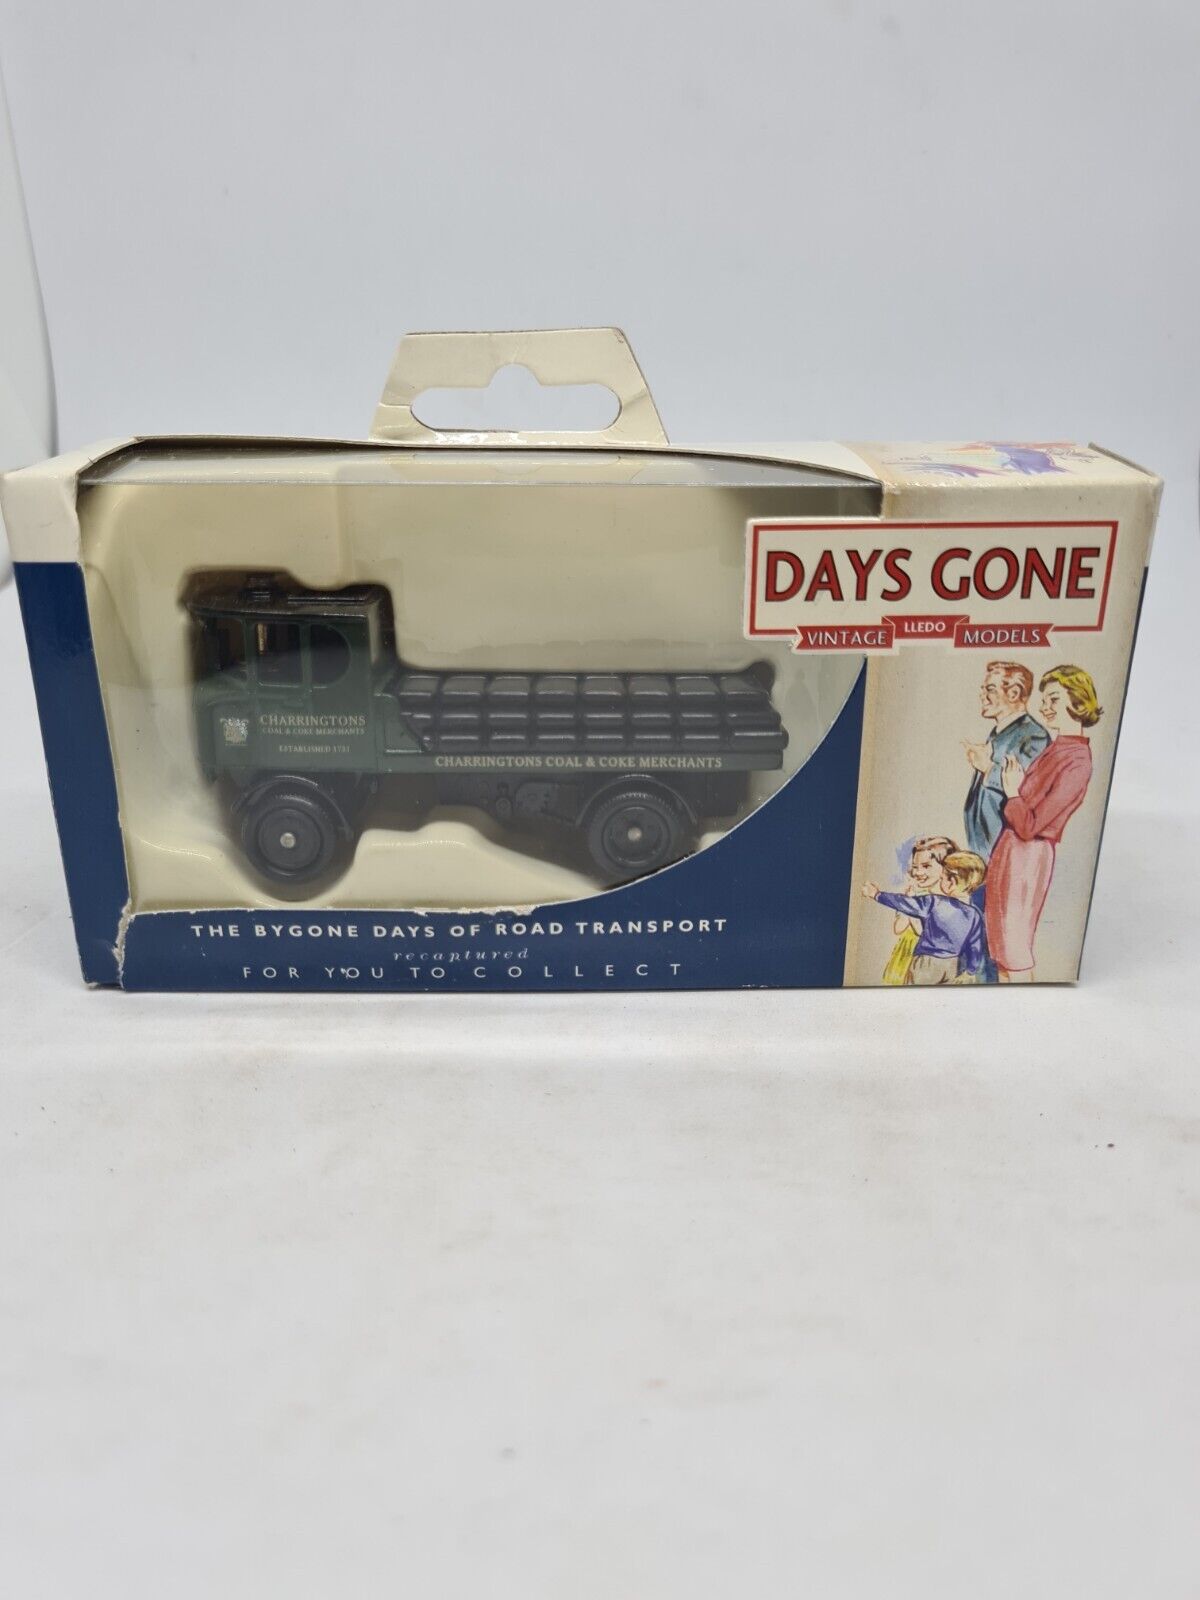 DAYS GONE
VINTAGE LLEDO MODELS
CHARRINGTONS
COAL & COKE MERCHANTS
ESTABLISHED 1731
CHARRINGTONS COAL & COKE MERCHANTS
THE BYGONE DAYS OF ROAD TRANSPORT
recaptured
FOR YOU TO COLLECT